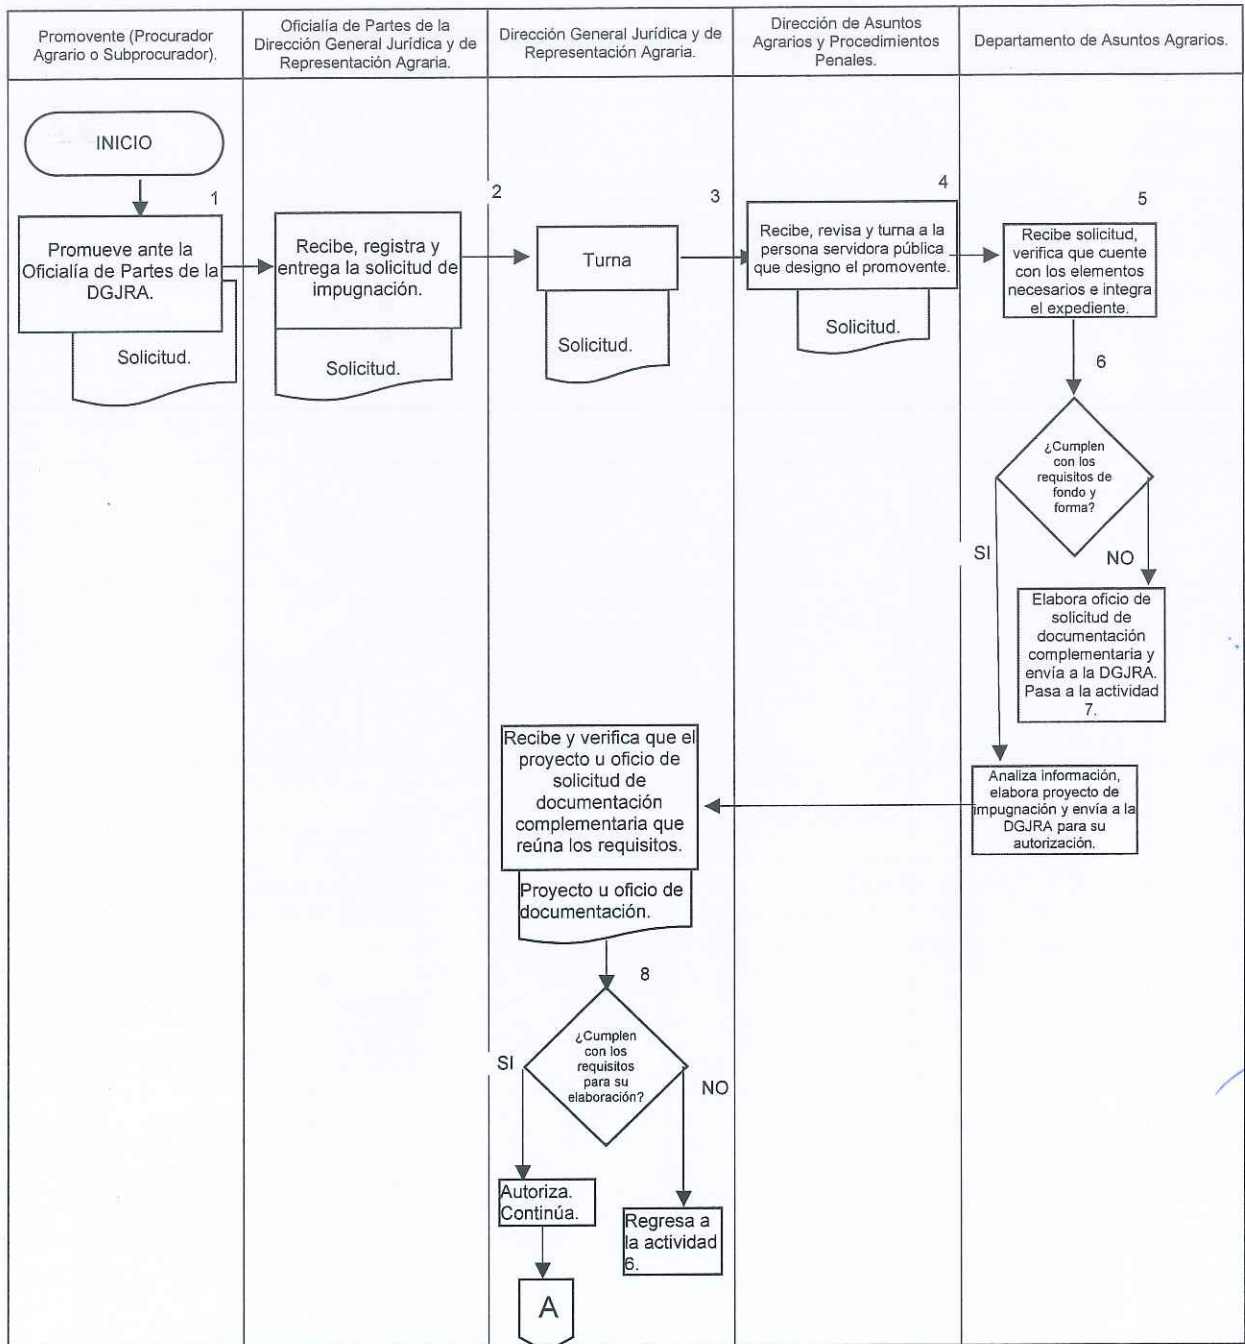 Promovente (Procurador
Agrario o Subprocurador).
Oficialía de Partes de la
Dirección General Jurídica y de
Representación Agraria.
Dirección General Jurídica y de
Representación Agraria.
Dirección de Asuntos
Agrarios y Procedimientos
Penales.
Departamento de Asuntos Agrarios.
INICIO
1
Promueve ante la
Oficialía de Partes de la
DGJRA.
Solicitud.
2
Recibe, registra y
entrega la solicitud de
impugnación.
Solicitud.
3
Turna
Solicitud.
4
Recibe, revisa y turna a la
persona servidora pública
que designo el promovente.
Solicitud.
5
Recibe solicitud,
verifica que cuente
con los elementos
necesarios e integra
el expediente.
6
¿Cumplen
con los
requisitos de
fondo y
forma?
SI
NO
Elabora oficio de
solicitud de
documentación
complementaria y
envía a la DGJRA.
Pasa a la actividad
7.
Analiza información,
elabora proyecto de
impugnación y envía a la
DGJRA para su
autorización.
Recibe y verifica que el
proyecto u oficio de
solicitud de
documentación
complementaria que
reúna los requisitos.
Proyecto u oficio de
documentación.
8
¿Cumplen
con los
requisitos
para su
elaboración?
SI
NO
Autoriza.
Continúa.
Regresa a
la actividad
6.
A